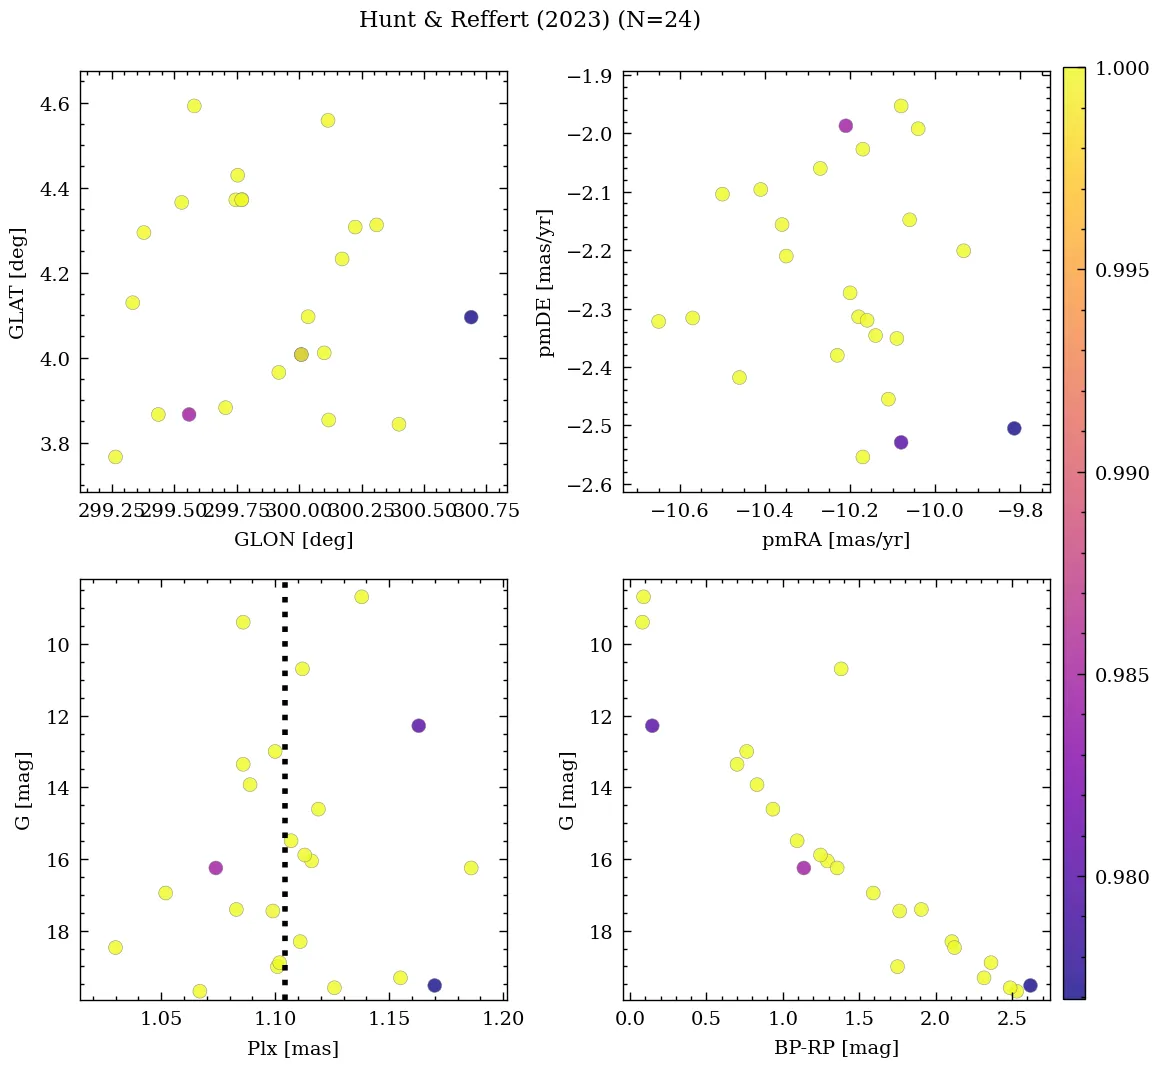 Hunt & Reffert (2023) (N=24)
4.6
4.4
4.2
4.0
3.8
GLAT [deg]
299.25 299.50 299.75 300.00 300.25 300.50 300.75
GLON [deg]
−1.9
−2.0
−2.1
−2.2
−2.3
−2.4
−2.5
−2.6
pmDE [mas/yr]
−10.6 −10.4 −10.2 −10.0 −9.8
pmRA [mas/yr]
1.000
0.995
0.990
0.985
0.980
10
12
14
16
18
G [mag]
1.05 1.10 1.15 1.20
Plx [mas]
10
12
14
16
18
G [mag]
0.0 0.5 1.0 1.5 2.0 2.5
BP-RP [mag]